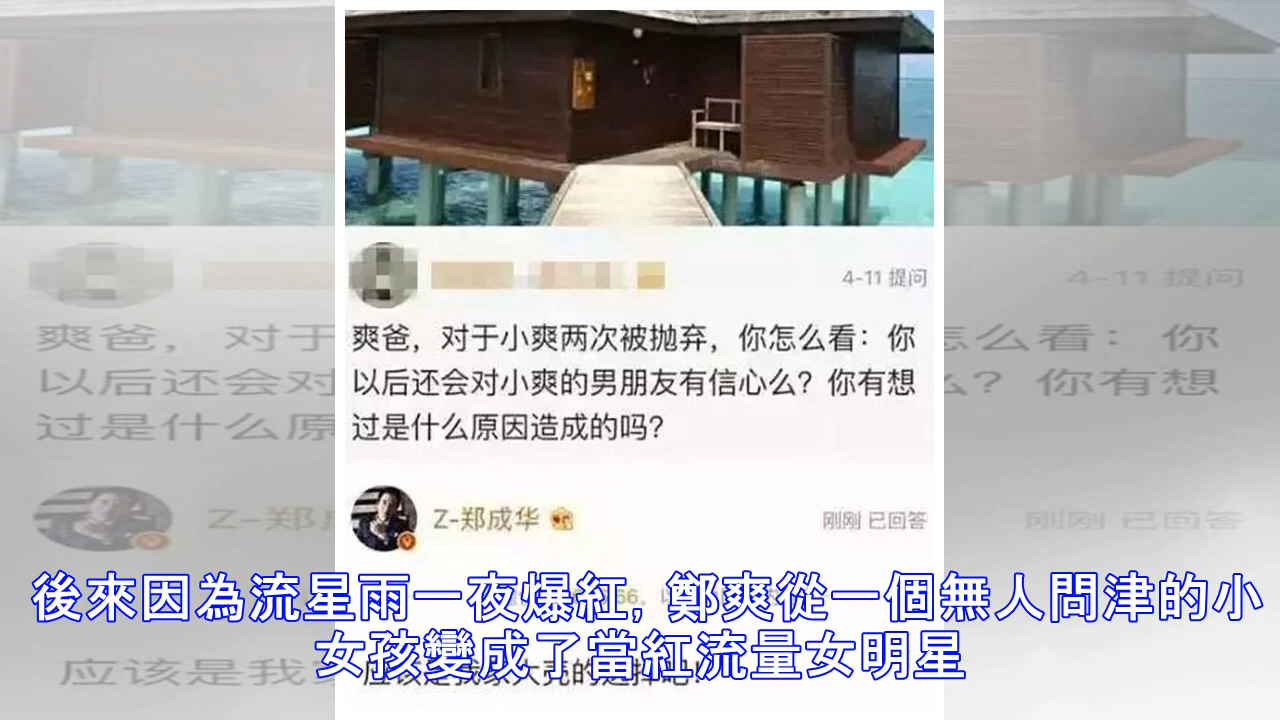 4-11 提问
爽爸，对于小爽两次被抛弃，你怎么看：你
以后还会对小爽的男朋友有信心么？你有想
过是什么原因造成的吗？
Z-郑成华
刚刚 已回答
後來因為流星雨一夜爆紅,鄭爽從一個無人問津的小
女孩變成了當紅流量女明星